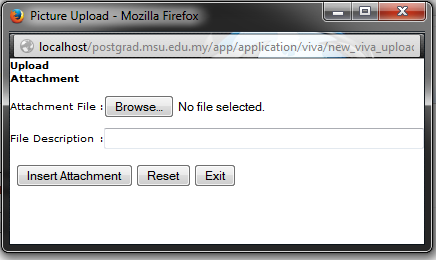 Picture Upload - Mozilla Firefox
localhost/postgrad.msu.edu.my/app/application/viva/new_viva_upload
Upload
Attachment
Attachment File : Browse... No file selected.
File Description :
Insert Attachment Reset Exit